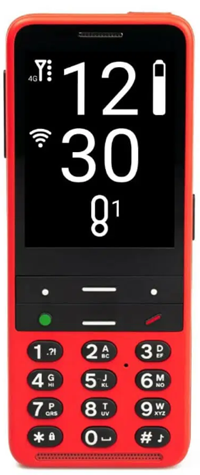 4G
12
30
1
1 .?!
2 ABC
3 DEF
4 GHI
5 JKL
6 MNO
7 PQRS
8 TUV
9 WXYZ
*
0
# ♪